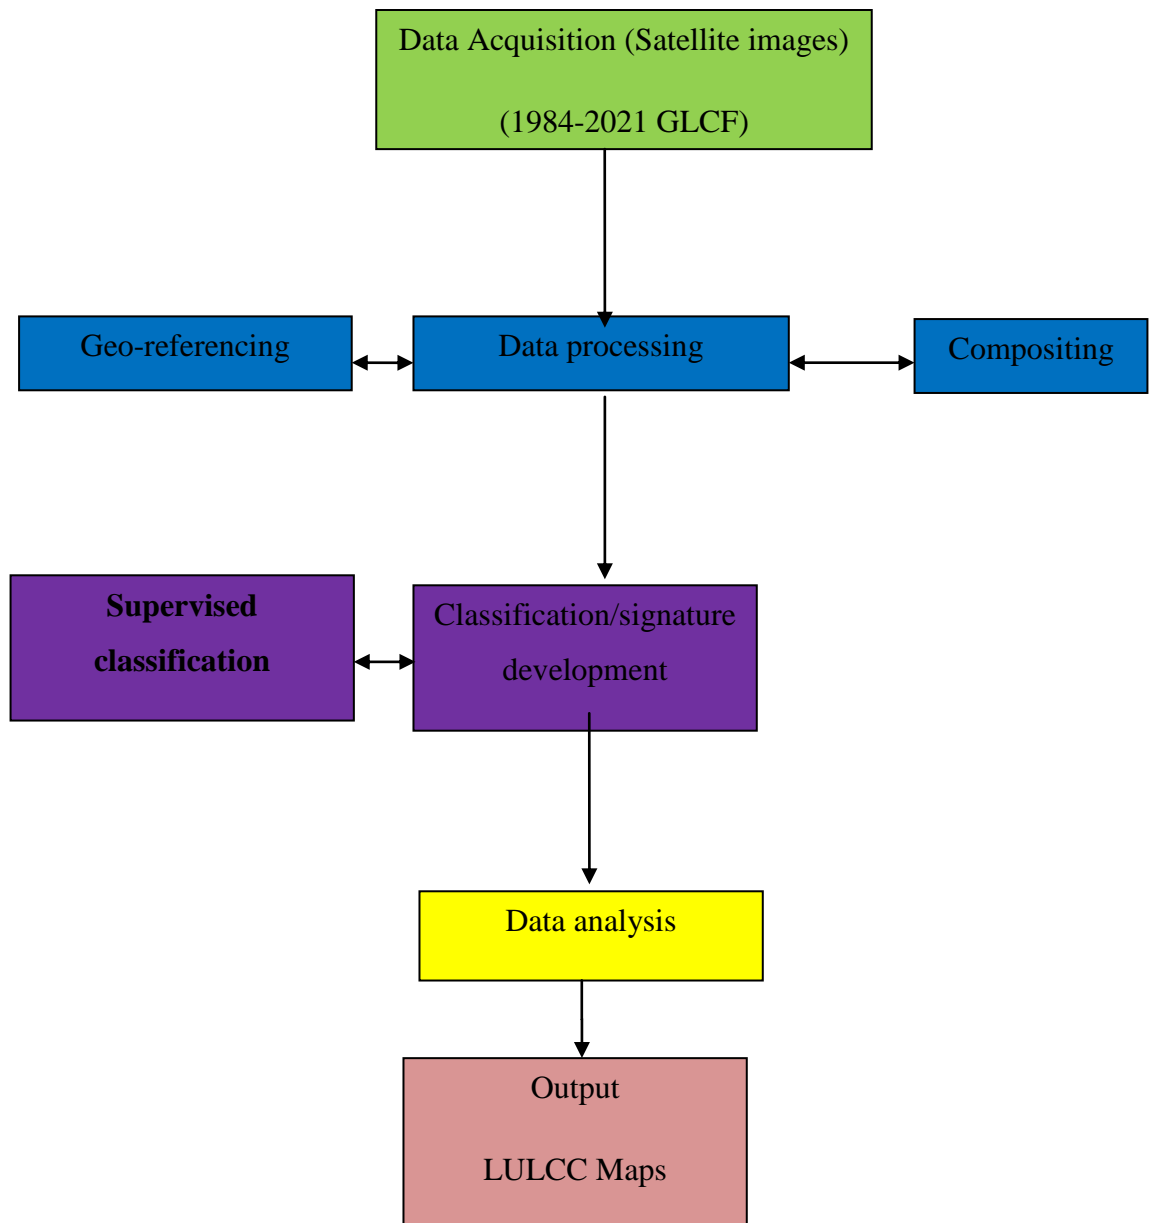 Data Acquisition (Satellite images)
(1984-2021 GLCF)
Geo-referencing
Data processing
Compositing
Supervised
classification
Classification/signature
development
Data analysis
Output
LULCC Maps